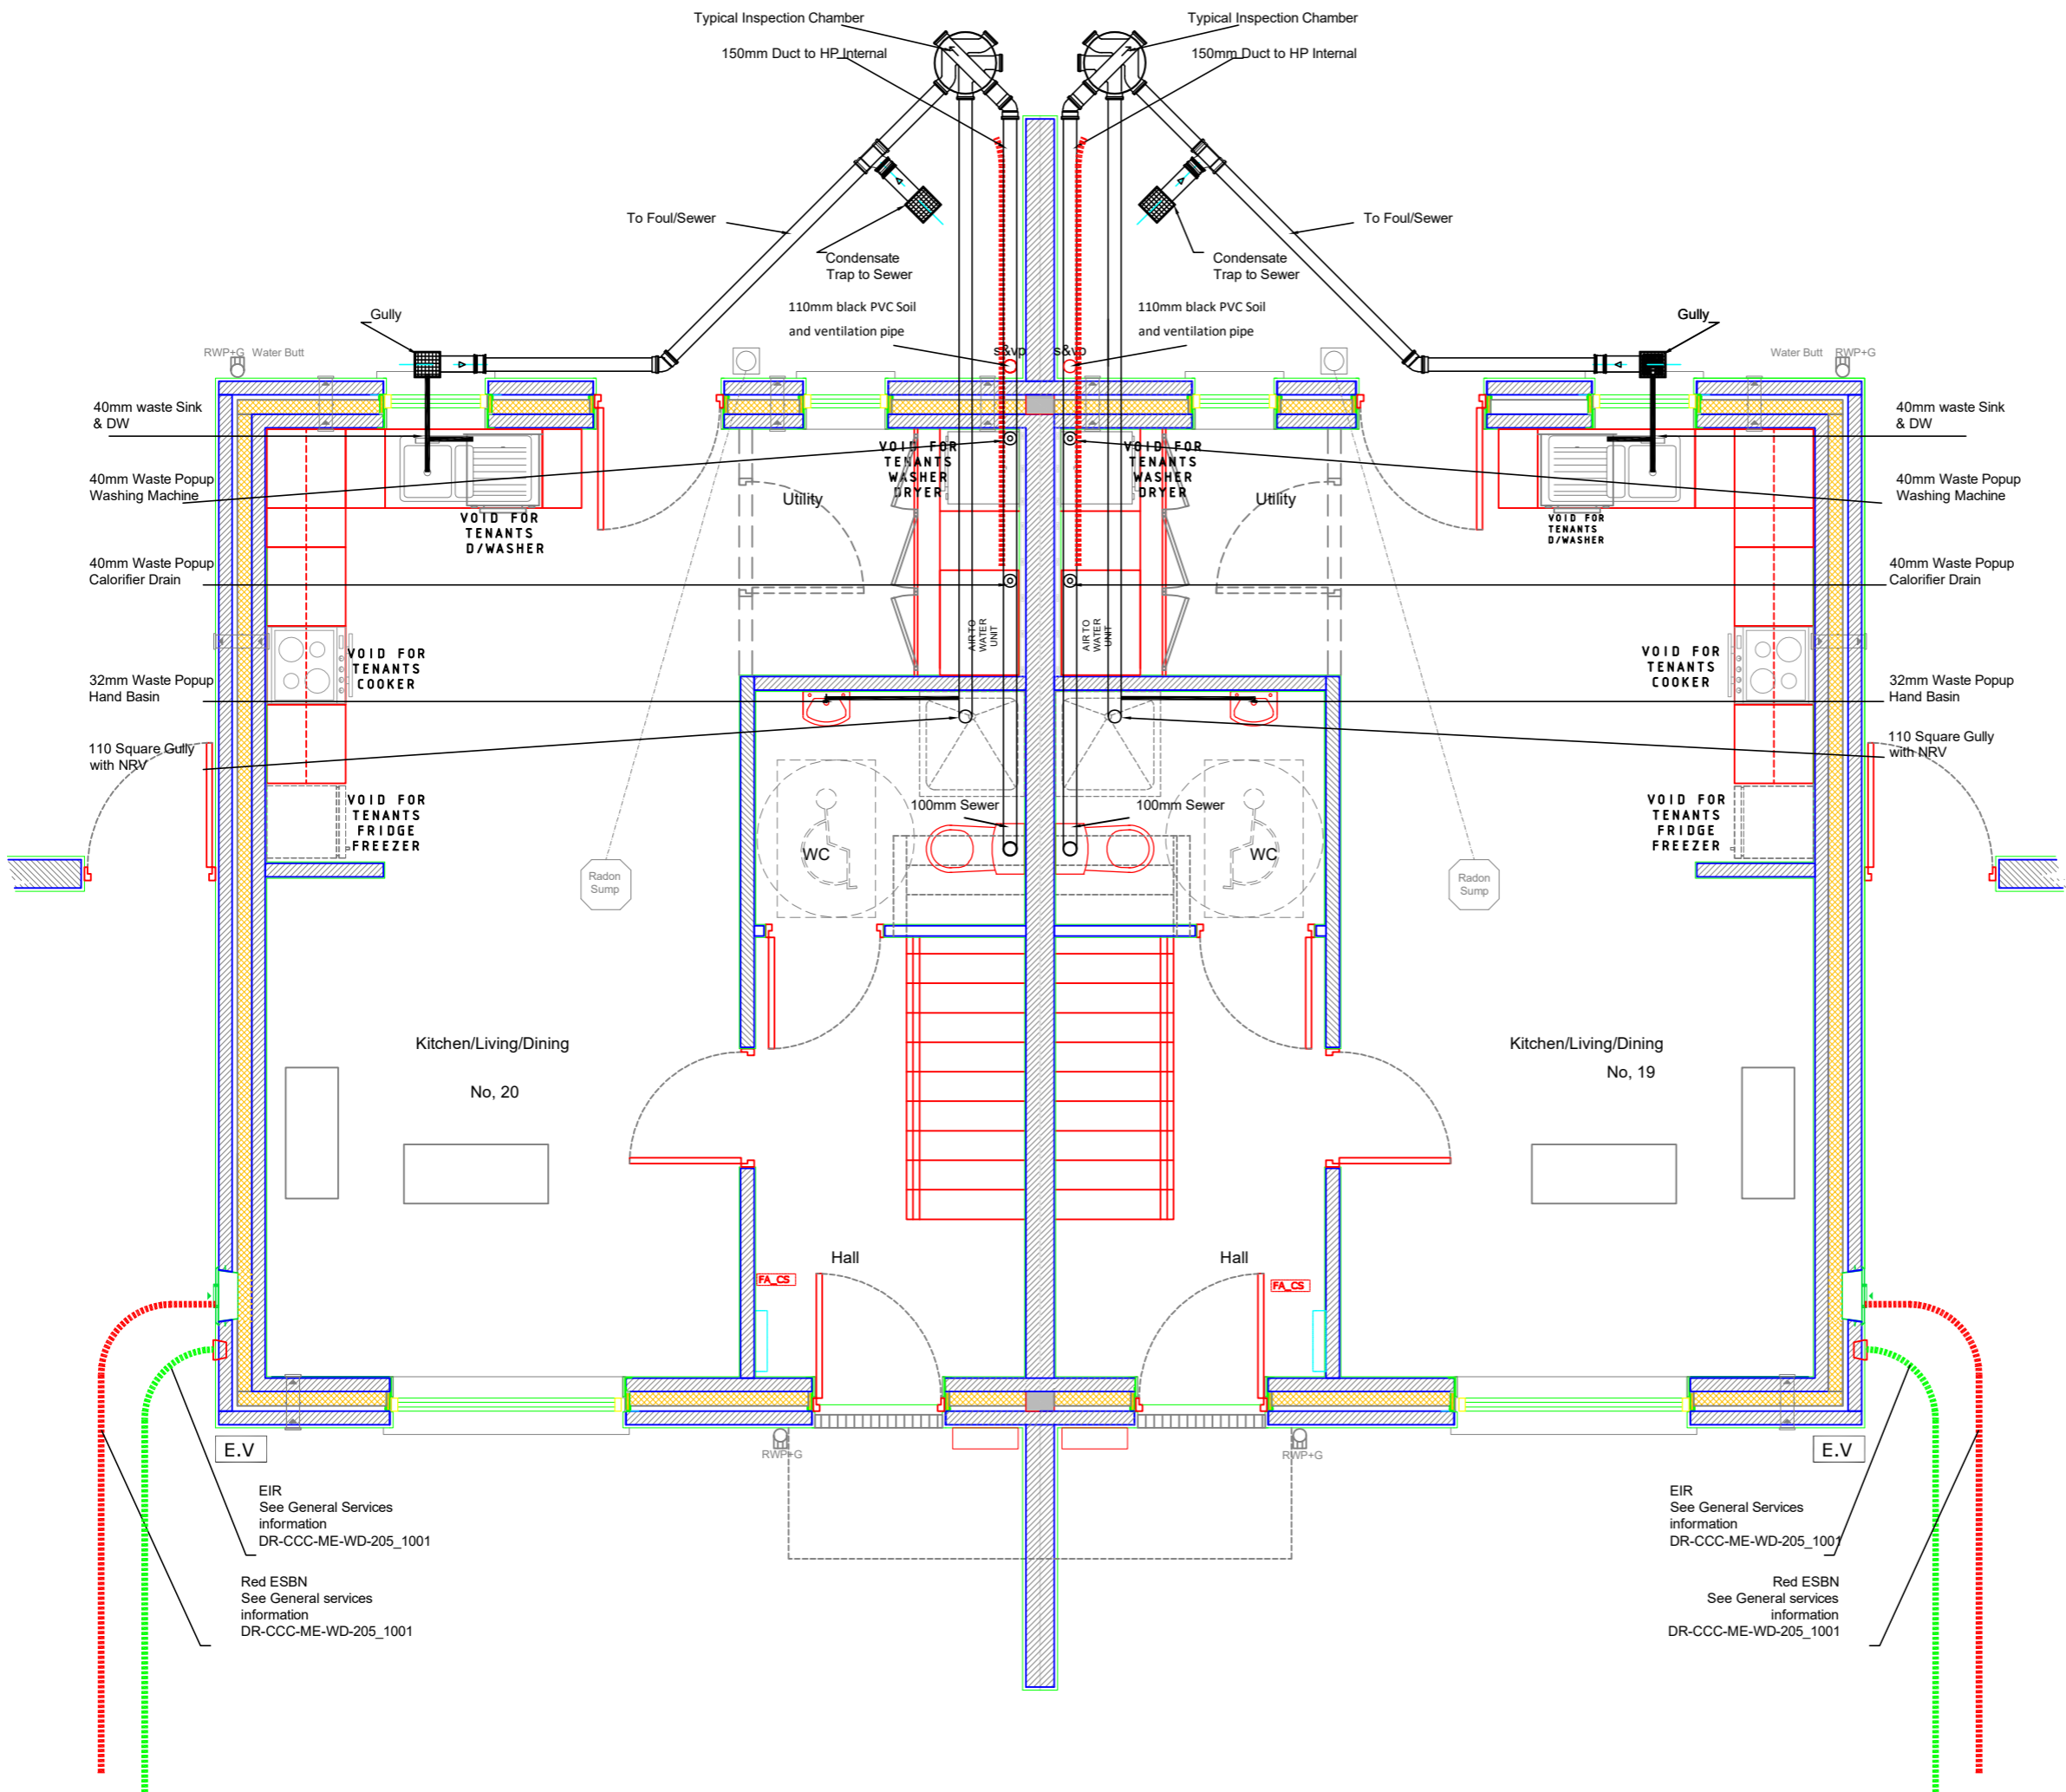 Typical Inspection Chamber
Typical Inspection Chamber
150mm Duct to HP Internal
150mm Duct to HP Internal
To Foul/Sewer
To Foul/Sewer
Condensate
Trap to Sewer
Condensate
Trap to Sewer
110mm black PVC Soil
and ventilation pipe
110mm black PVC Soil
and ventilation pipe
Gully
Gully
RWP+G Water Butt
s&vp
s&vp
Water Butt RWP+G
40mm waste Sink
& DW
40mm waste Sink
& DW
VOID FOR
TENANTS
WASHER
DRYER
VOID FOR
TENANTS
WASHER
DRYER
40mm Waste Popup
Washing Machine
40mm Waste Popup
Washing Machine
Utility
Utility
VOID FOR
TENANTS
D/WASHER
VOID FOR
TENANTS
D/WASHER
40mm Waste Popup
Calorifier Drain
40mm Waste Popup
Calorifier Drain
AIR TO
WATER
UNIT
AIR TO
WATER
UNIT
VOID FOR
TENANTS
COOKER
VOID FOR
TENANTS
COOKER
32mm Waste Popup
Hand Basin
32mm Waste Popup
Hand Basin
110 Square Gully
with NRV
110 Square Gully
with NRV
VOID FOR
TENANTS
FRIDGE
FREEZER
VOID FOR
TENANTS
FRIDGE
FREEZER
100mm Sewer
100mm Sewer
WC
WC
Radon
Sump
Radon
Sump
Kitchen/Living/Dining
No, 20
Kitchen/Living/Dining
No, 19
Hall
Hall
FA_CS
FA_CS
E.V
RWP+G
RWP+G
E.V
EIR
See General Services
information
DR-CCC-ME-WD-205_1001
EIR
See General Services
information
DR-CCC-ME-WD-205_1001
Red ESBN
See General services
information
DR-CCC-ME-WD-205_1001
Red ESBN
See General services
information
DR-CCC-ME-WD-205_1001